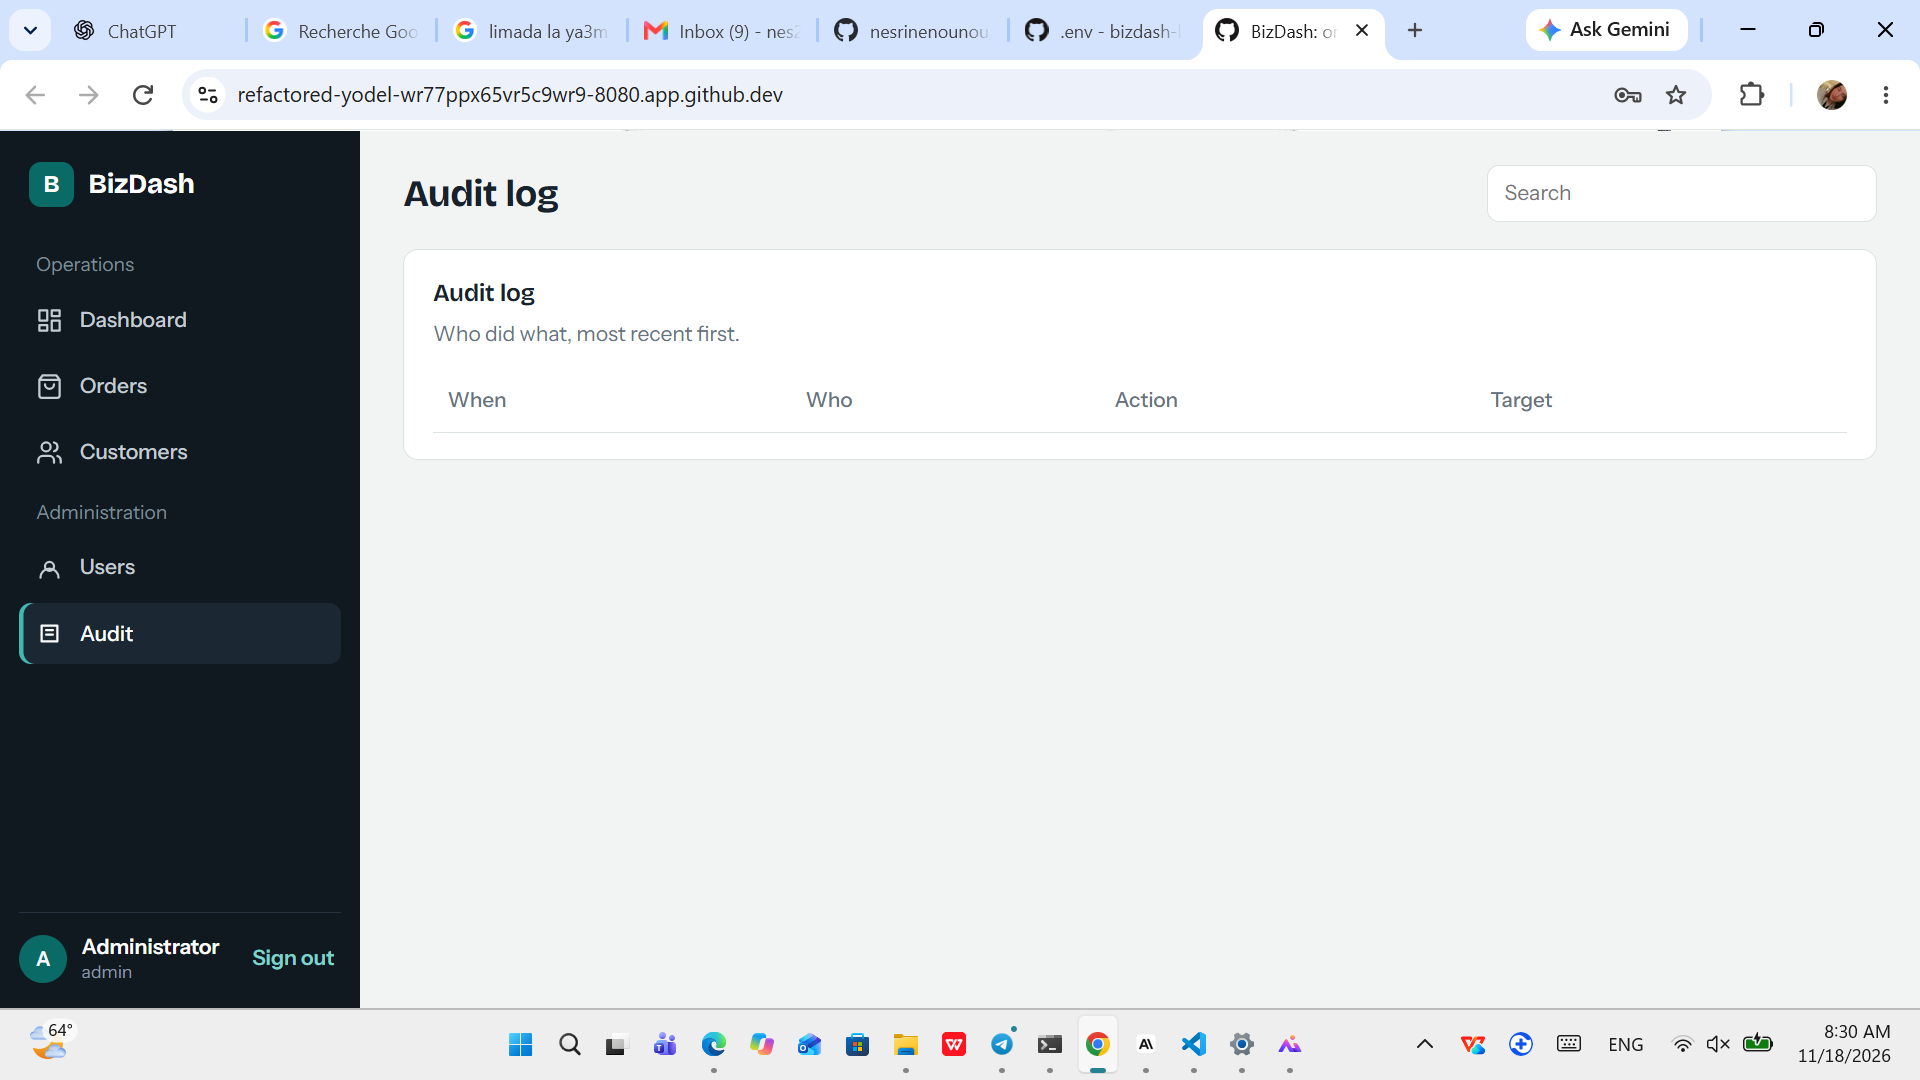 ChatGPT
Recherche Goo
limada la ya3m
Inbox (9) - nes2
nesrinenounou
.env - bizdash-
BizDash: or
Ask Gemini
refactored-yodel-wr77ppx65vr5c9wr9-8080.app.github.dev
B BizDash
Operations
Dashboard
Orders
Customers
Administration
Users
Audit
A
Administrator
admin
Sign out
Audit log
Search
Audit log
Who did what, most recent first.
When Who Action Target
64°
ENG
8:30 AM
11/18/2026